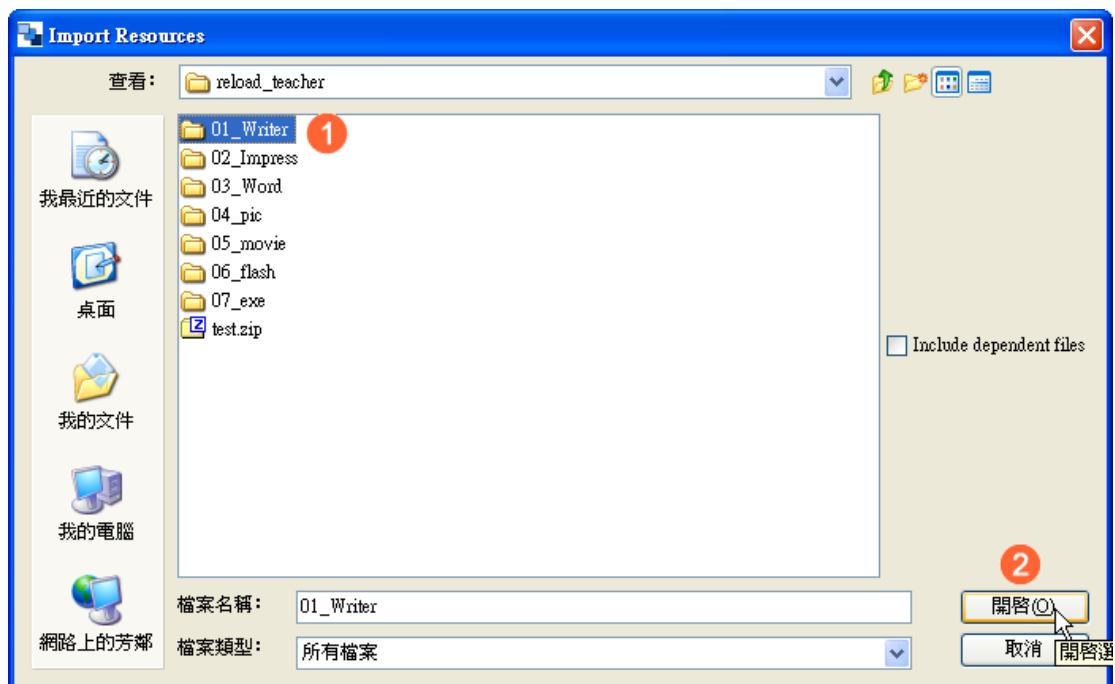 Import Resources
查看：
reload_teacher
01_Writer
1
02_Impress
03_Word
04_pic
05_movie
06_flash
07_exe
test.zip
我最近的文件
桌面
我的文件
我的電腦
網路上的芳鄰
Include dependent files
2
檔案名稱：
01_Writer
開啓(O)
檔案類型：
所有檔案
取消
開啓選